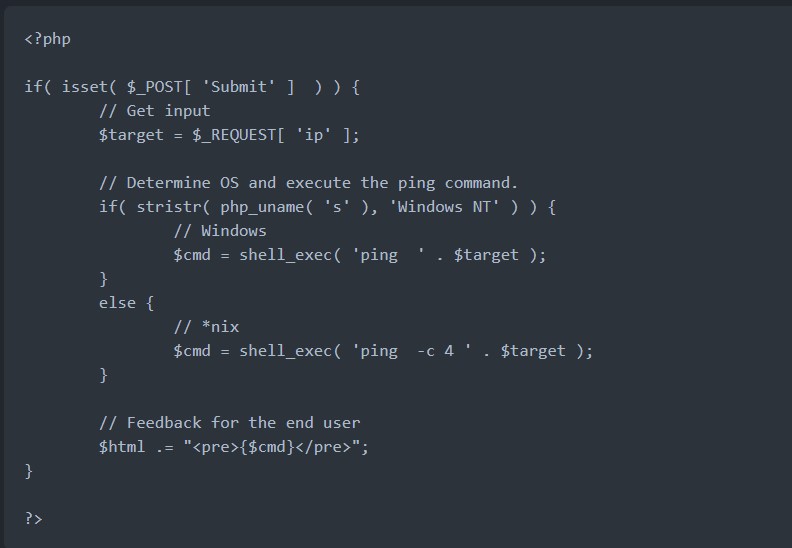 <?php
if( isset( $_POST[ 'Submit' ]  ) ) {
        // Get input
        $target = $_REQUEST[ 'ip' ];
        // Determine OS and execute the ping command.
        if( stristr( php_uname( 's' ), 'Windows NT' ) ) {
                // Windows
                $cmd = shell_exec( 'ping  ' . $target );
        }
        else {
                // *nix
                $cmd = shell_exec( 'ping  -c 4 ' . $target );
        }
        // Feedback for the end user
        $html .= "<pre>{$cmd}</pre>";
}
?>